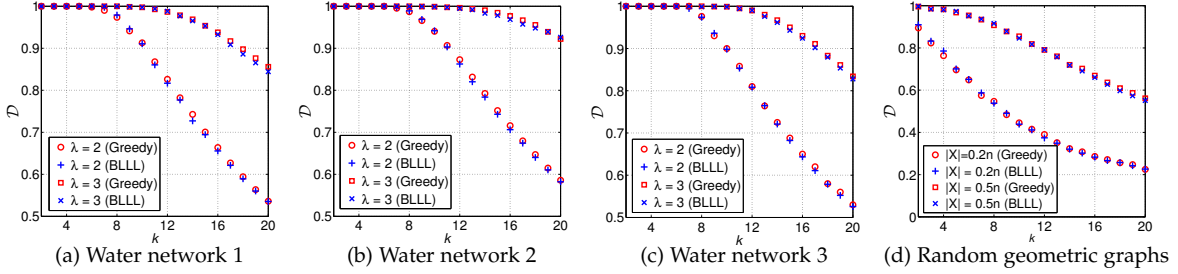 1
0.9
0.8
0.7
0.6
0.5
D
4
8
12
16
20
k
λ = 2 (Greedy)
λ = 2 (BLLL)
λ = 3 (Greedy)
λ = 3 (BLLL)
(a) Water network 1
1
0.9
0.8
0.7
0.6
0.5
D
4
8
12
16
20
k
λ = 2 (Greedy)
λ = 2 (BLLL)
λ = 3 (Greedy)
λ = 3 (BLLL)
(b) Water network 2
1
0.9
0.8
0.7
0.6
0.5
D
4
8
12
16
20
k
λ = 2 (Greedy)
λ = 2 (BLLL)
λ = 3 (Greedy)
λ = 3 (BLLL)
(c) Water network 3
1
0.8
0.6
0.4
0.2
0
D
4
8
12
16
20
k
|X|=0.2n (Greedy)
|X| = 0.2n (BLLL)
|X| = 0.5n (Greedy)
|X| = 0.5n (BLLL)
(d) Random geometric graphs